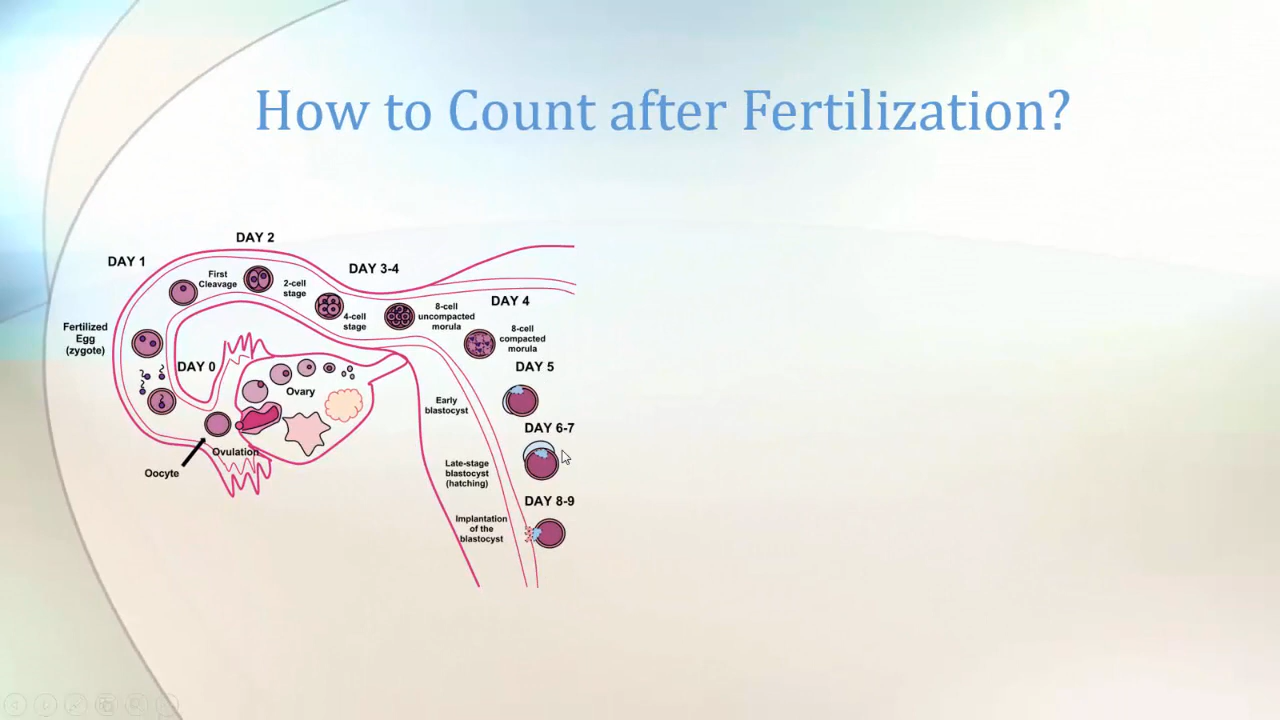 How to Count after Fertilization?
DAY 2
DAY 1
DAY 3-4
First
Cleavage
2-cell
stage
DAY 4
4-cell
stage
8-cell
uncompacted
morula
Fertilized
Egg
(zygote)
8-cell
compacted
morula
DAY 0
DAY 5
Ovary
Early
blastocyst
DAY 6-7
Ovulation
Oocyte
Late-stage
blastocyst
(hatching)
DAY 8-9
Implantation
of the
blastocyst